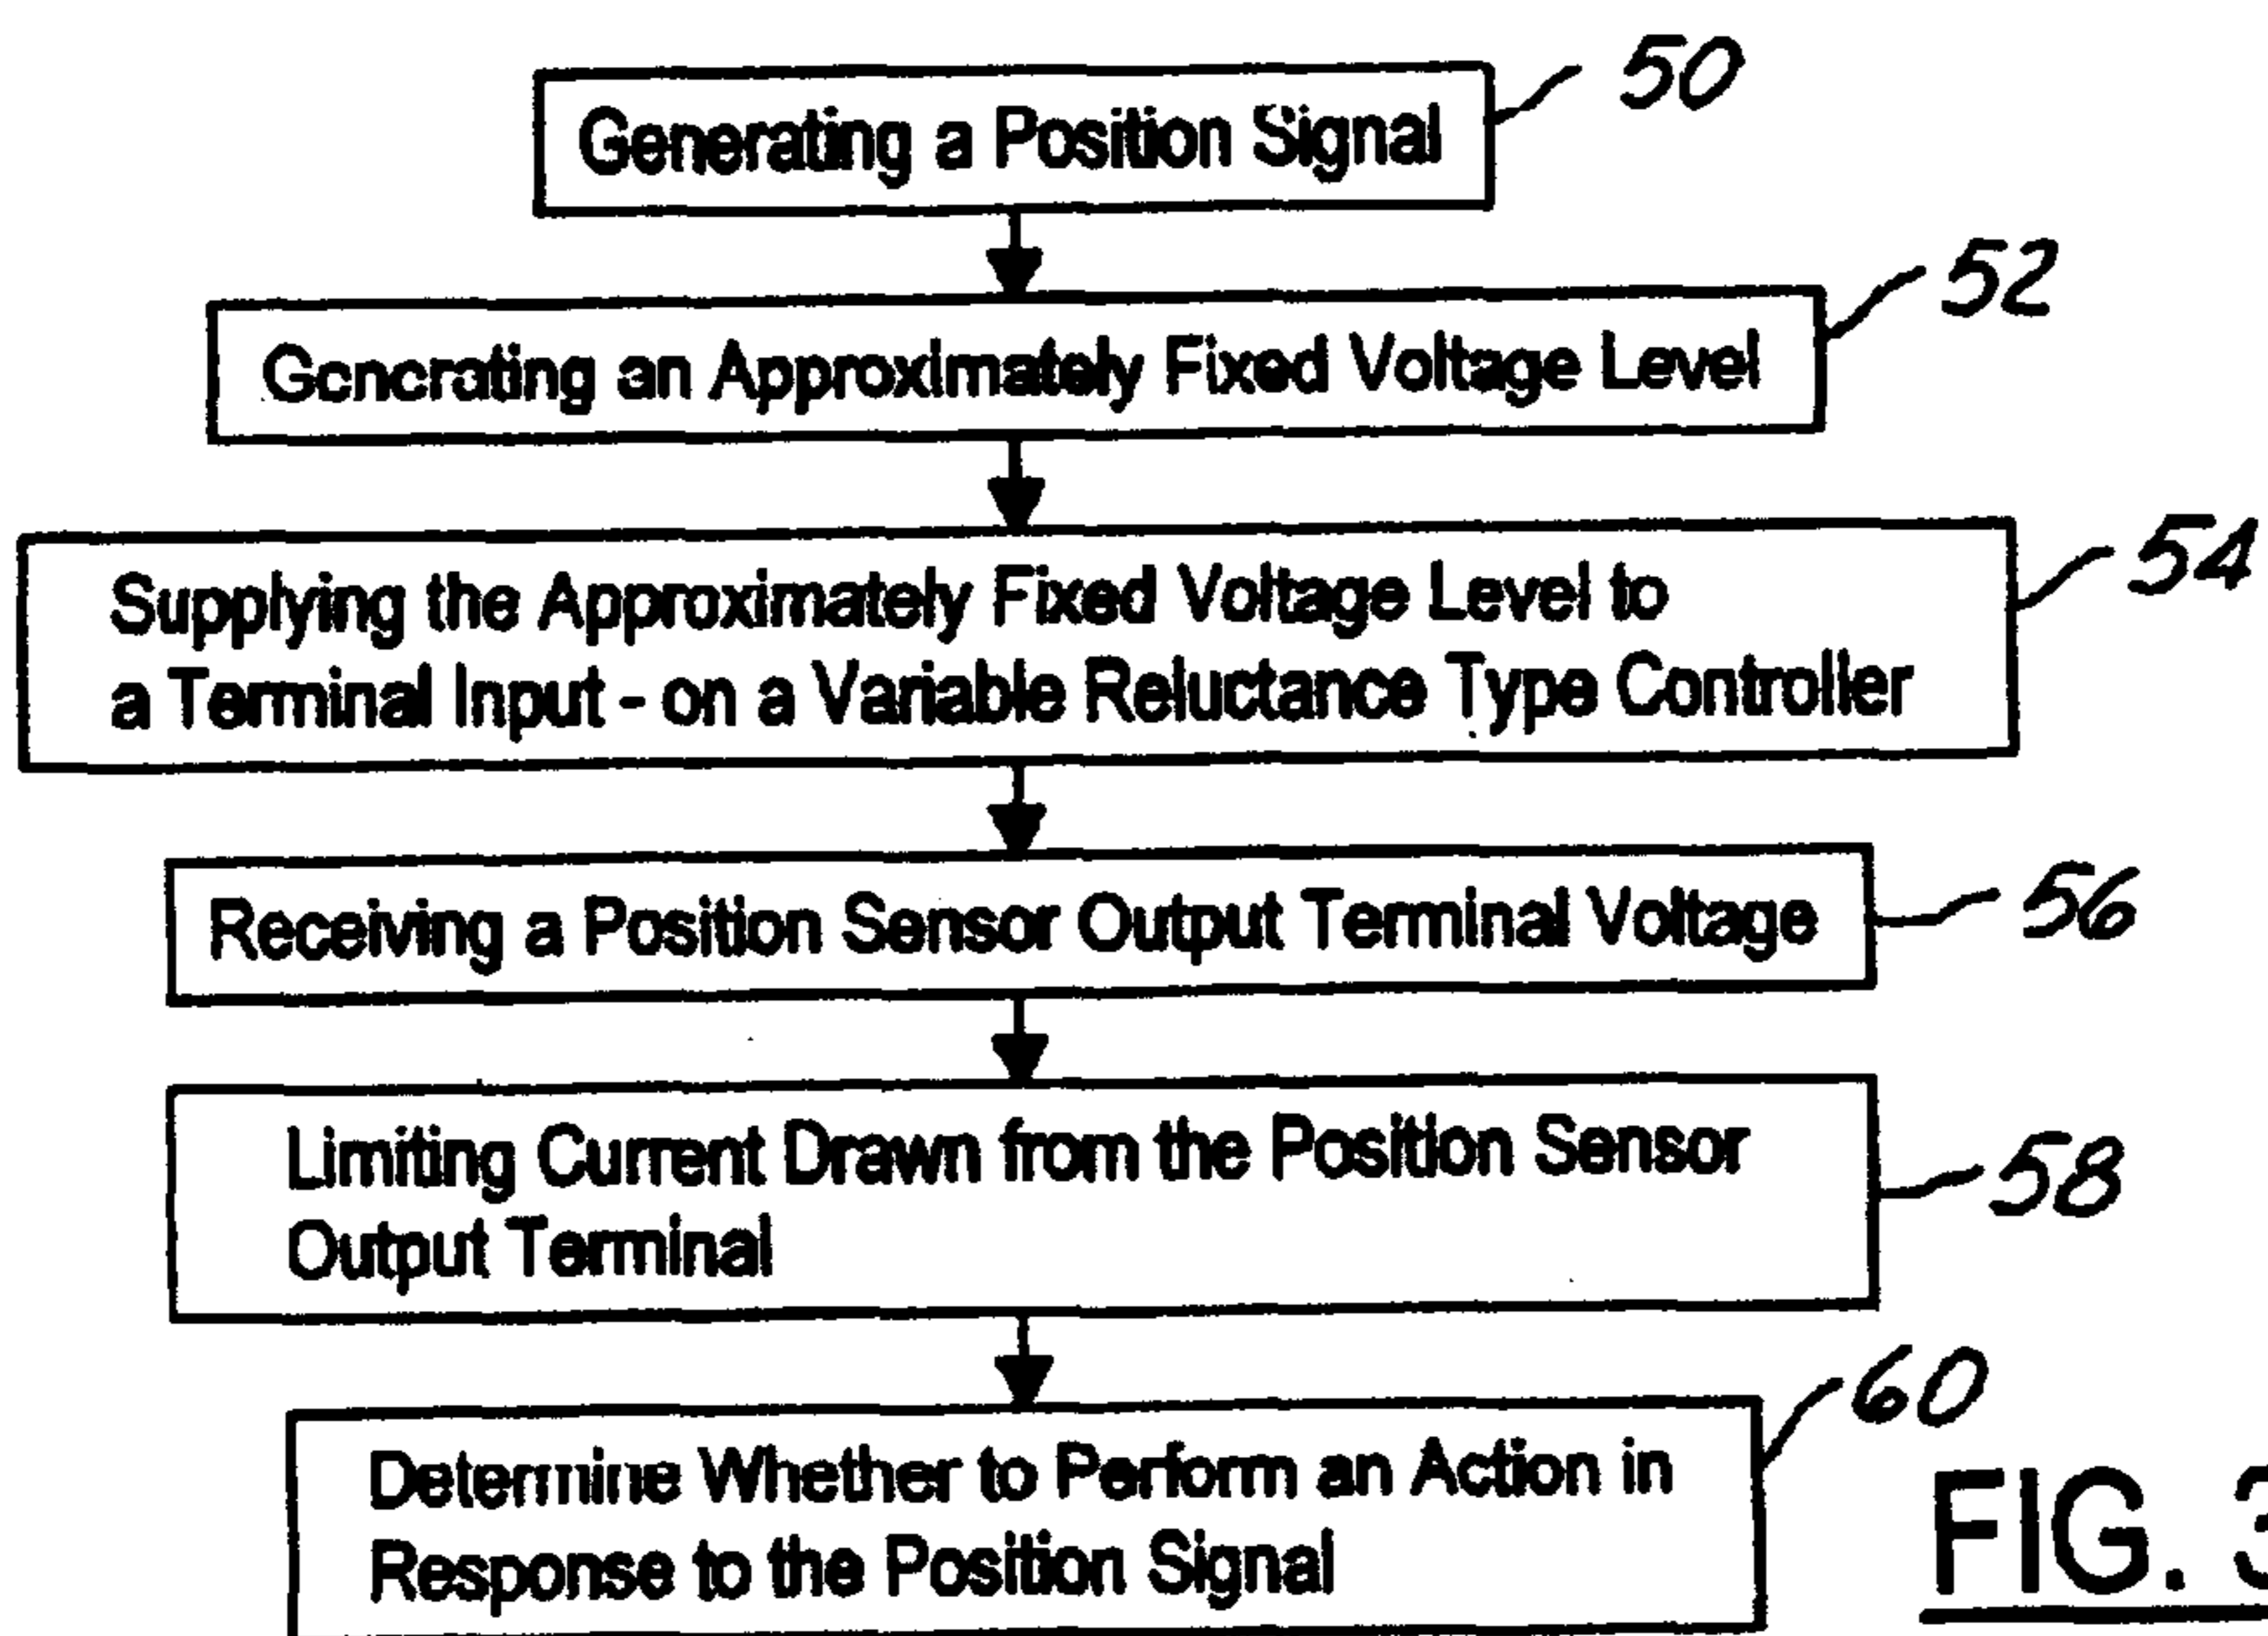 Generating a Position Signal
50
Generating an Approximately Fixed Voltage Level
52
Supplying the Approximately Fixed Voltage Level to
a Terminal Input - on a Variable Reluctance Type Controller
54
Receiving a Position Sensor Output Terminal Voltage
56
Limiting Current Drawn from the Position Sensor
Output Terminal
58
Determine Whether to Perform an Action in
Response to the Position Signal
60
FIG. 3